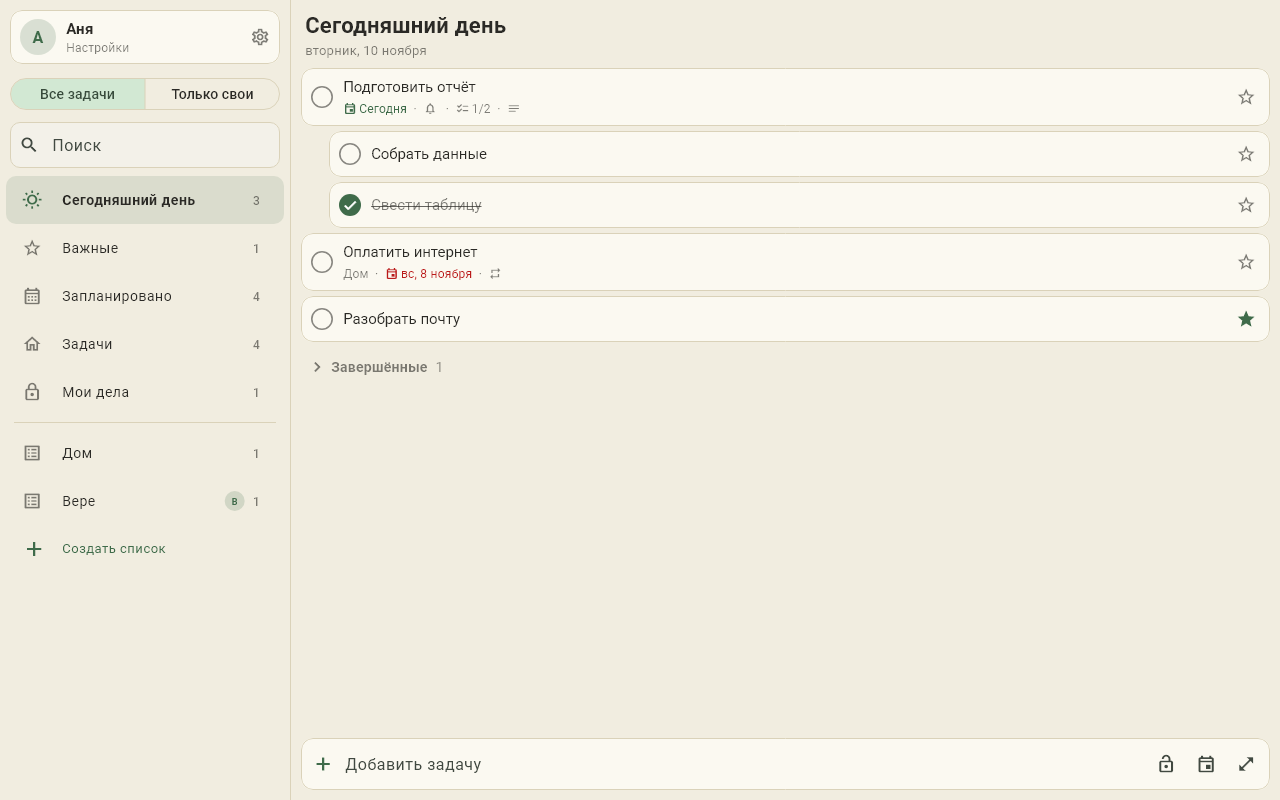 А
Аня
Настройки
Все задачи
Только свои
Поиск
Сегодняшний день 3
Важные 1
Запланировано 4
Задачи 4
Мои дела 1
Дом 1
Вере В 1
Создать список
Сегодняшний день
вторник, 10 ноября
Подготовить отчёт
Сегодня · · 1/2 ·
Собрать данные
Свести таблицу
Оплатить интернет
Дом · вс, 8 ноября ·
Разобрать почту
Завершённые 1
Добавить задачу